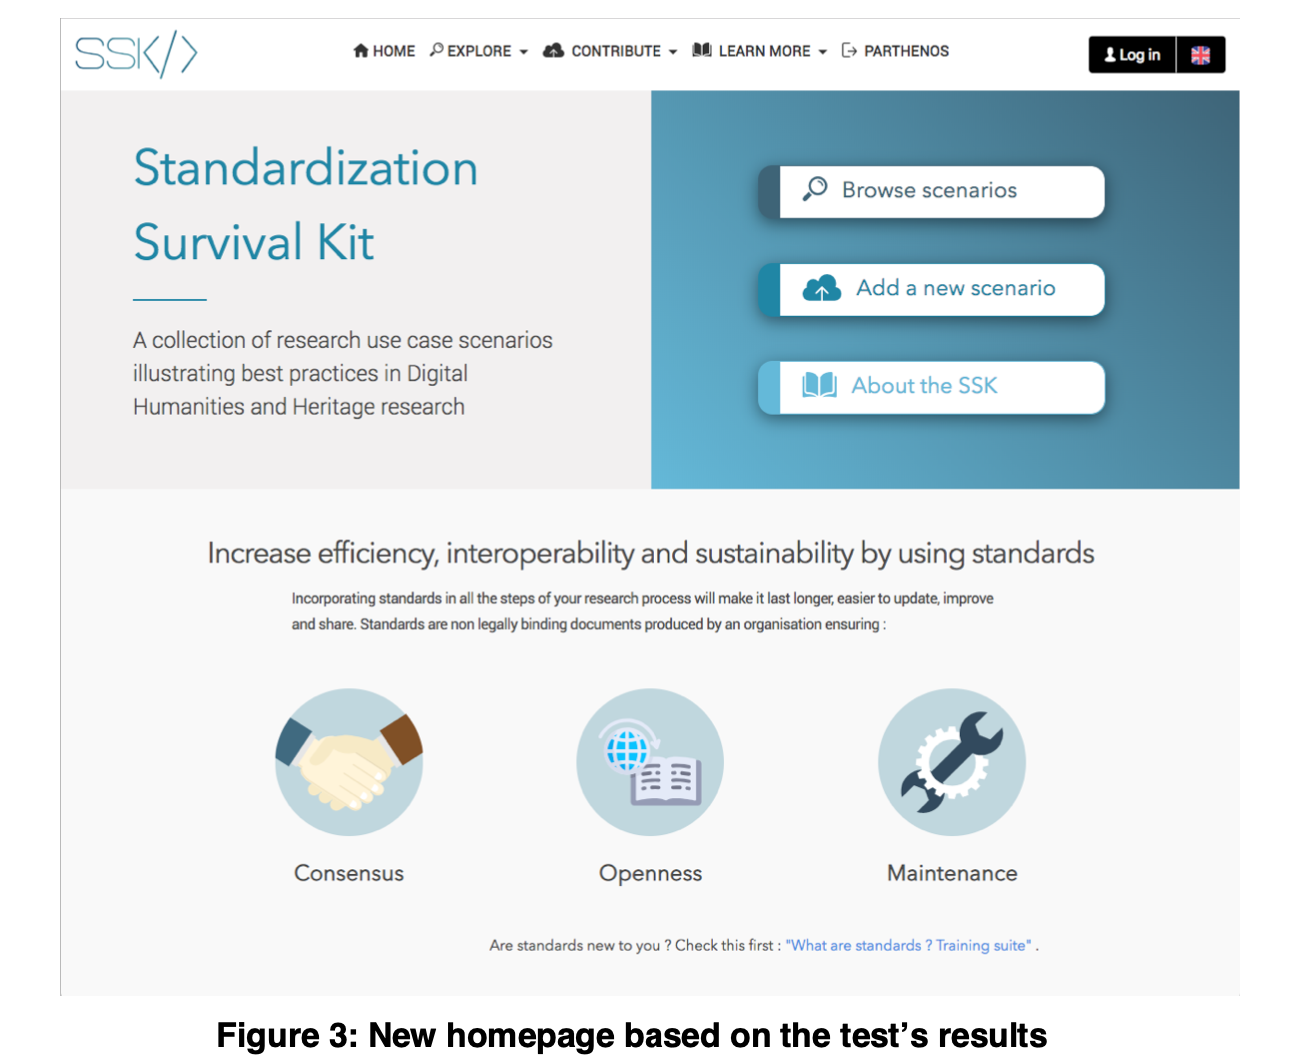 SSK</>
HOME EXPLORE CONTRIBUTE LEARN MORE PARTHENOS
Log in
Standardization
Survival Kit
A collection of research use case scenarios
illustrating best practices in Digital
Humanities and Heritage research
Browse scenarios
Add a new scenario
About the SSK
Increase efficiency, interoperability and sustainability by using standards
Incorporating standards in all the steps of your research process will make it last longer, easier to update, improve
and share. Standards are non legally binding documents produced by an organisation ensuring :
Consensus
Openness
Maintenance
Are standards new to you ? Check this first : "What are standards ? Training suite" .
Figure 3: New homepage based on the test’s results